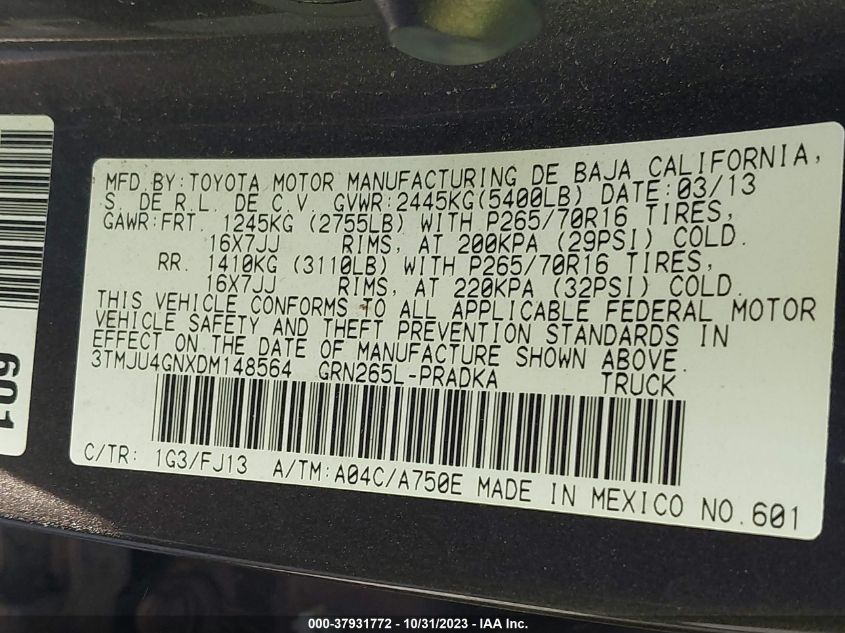 MFD.BY:TOYOTA MOTOR MANUFACTURING DE BAJA CALIFORNIA,
S. DE R.L. DE C.V. GVWR:2445KG(5400LB) DATE:03/13
GAWR:FRT. 1245KG (2755LB) WITH P265/70R16 TIRES,
16X7JJ RIMS, AT 200KPA (29PSI) COLD.
RR. 1410KG (3110LB) WITH P265/70R16 TIRES,
16X7JJ RIMS, AT 220KPA (32PSI) COLD.
THIS VEHICLE CONFORMS TO ALL APPLICABLE FEDERAL MOTOR
VEHICLE SAFETY AND THEFT PREVENTION STANDARDS IN
EFFECT ON THE DATE OF MANUFACTURE SHOWN ABOVE.
3TMJU4GNXDM148564 GRN265L-PRADKA TRUCK
C/TR: 1G3/FJ13 A/TM:A04C/A750E MADE IN MEXICO NO.601
601
000-37931772 - 10/31/2023 - IAA Inc.